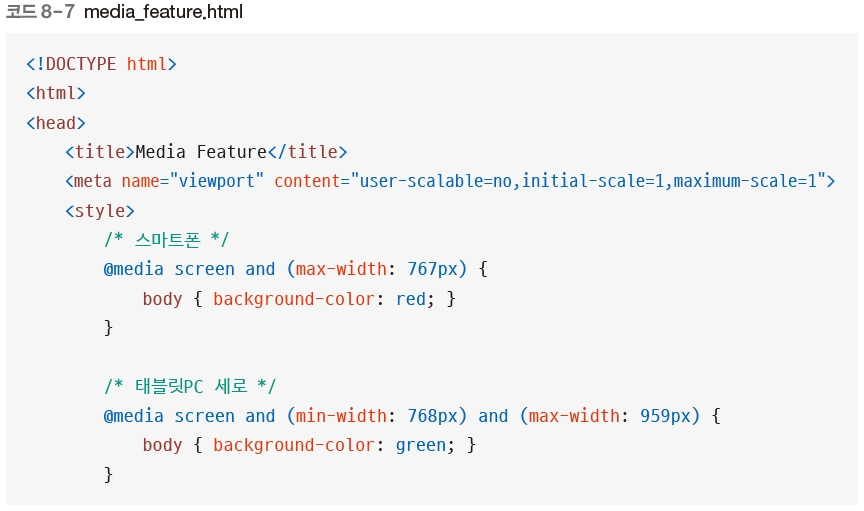 코드 8-7 media_feature.html
<!DOCTYPE html>
<html>
<head>
<title>Media Feature</title>
<meta name="viewport" content="user-scalable=no,initial-scale=1,maximum-scale=1">
<style>
/* 스마트폰 */
@media screen and (max-width: 767px) {
body { background-color: red; }
}
/* 태블릿PC 세로 */
@media screen and (min-width: 768px) and (max-width: 959px) {
body { background-color: green; }
}